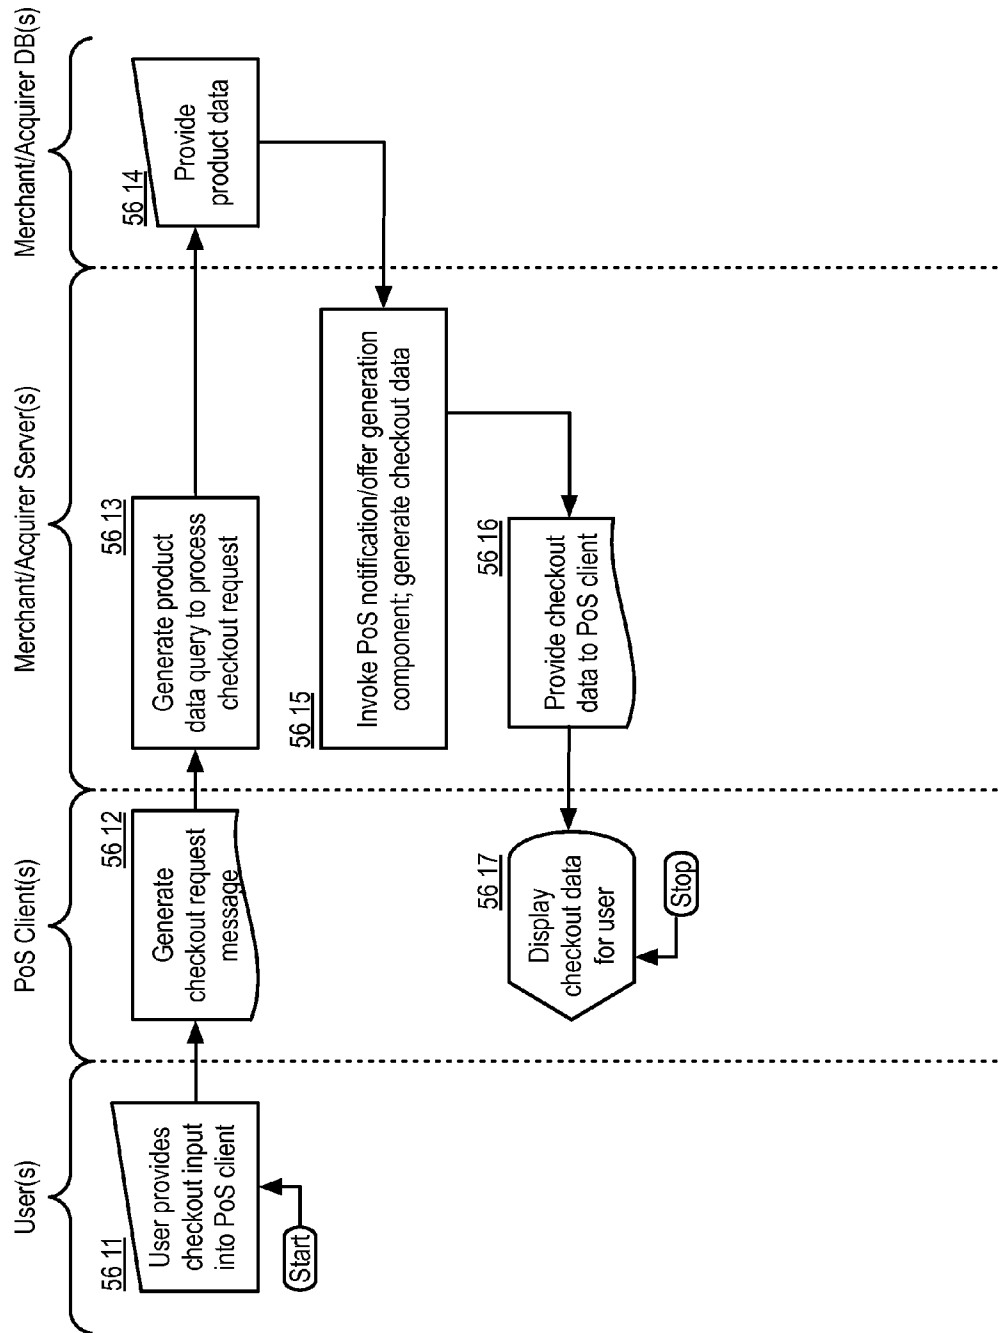 User(s)
PoS Client(s)
Merchant/Acquirer Server(s)
Merchant/Acquirer DB(s)
56 11
User provides
checkout input
into PoS client
Start
56 12
Generate
checkout request
message
56 13
Generate product
data query to process
checkout request
56 14
Provide
product data
56 15
Invoke PoS notification/offer generation
component; generate checkout data
56 16
Provide checkout
data to PoS client
56 17
Display
checkout data
for user
Stop